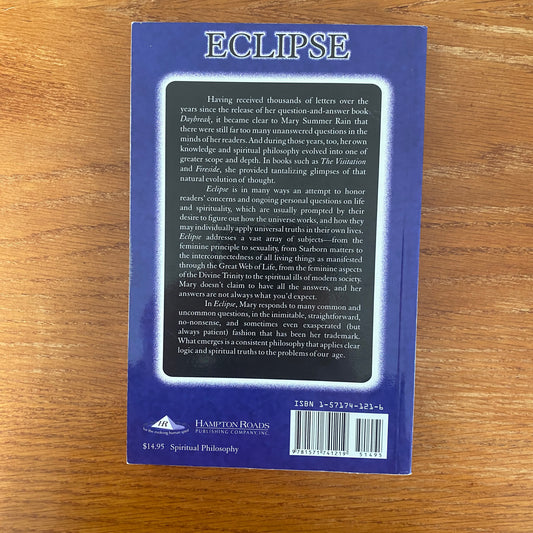 ECLIPSE
Having received thousands of letters over the
years since the release of her question-and-answer book
Daybreak, it became clear to Mary Summer Rain that
there were still far too many unanswered questions in the
minds of her readers. And during those years, too, her own
knowledge and spiritual philosophy evolved into one of
greater scope and depth. In books such as The Visitation
and Fireside, she provided tantalizing glimpses of that
natural evolution of thought.
Eclipse is in many ways an attempt to honor
readers' concerns and ongoing personal questions on life
and spirituality, which are usually prompted by their
desire to figure out how the universe works, and how they
may individually apply universal truths in their own lives.
Eclipse addresses a vast array of subjects—from the
feminine principle to sexuality, from Starborn matters to
the interconnectedness of all living things as manifested
through the Great Web of Life, from the feminine aspects
of the Divine Trinity to the spiritual ills of modern society.
Mary doesn't claim to have all the answers, and her
answers are not always what you'd expect.
In Eclipse, Mary responds to many common and
uncommon questions, in the inimitable, straightforward,
no-nonsense, and sometimes even exasperated (but
always patient) fashion that has been her trademark.
What emerges is a consistent philosophy that applies clear
logic and spiritual truths to the problems of our age.
ISBN 1-57174-121-6
HR
for the evolving human spirit
HAMPTON ROADS
PUBLISHING COMPANY, INC.
$14.95 Spiritual Philosophy
9 781571 741219
51495